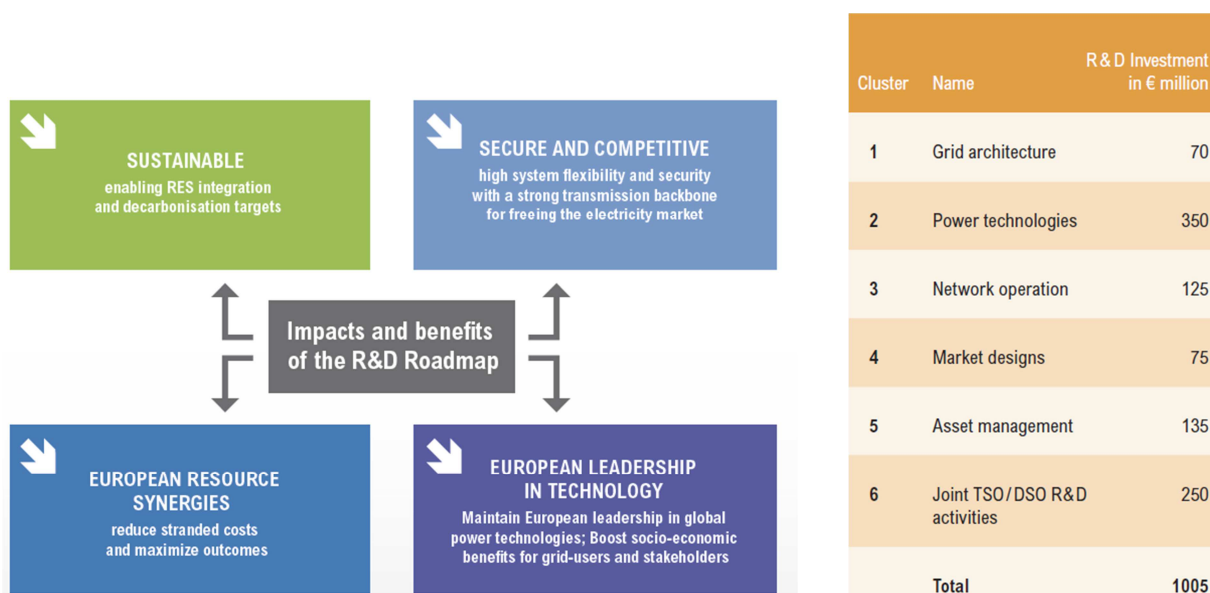 SUSTAINABLE
enabling RES integration
and decarbonisation targets
SECURE AND COMPETITIVE
high system flexibility and security
with a strong transmission backbone
for freeing the electricity market
Impacts and benefits
of the R&D Roadmap
EUROPEAN RESOURCE
SYNERGIES
reduce stranded costs
and maximize outcomes
EUROPEAN LEADERSHIP
IN TECHNOLOGY
Maintain European leadership in global
power technologies; Boost socio-economic
benefits for grid-users and stakeholders
R & D Investment
Cluster Name in € million
1 Grid architecture 70
2 Power technologies 350
3 Network operation 125
4 Market designs 75
5 Asset management 135
6 Joint TSO/DSO R&D 250
activities
Total 1005